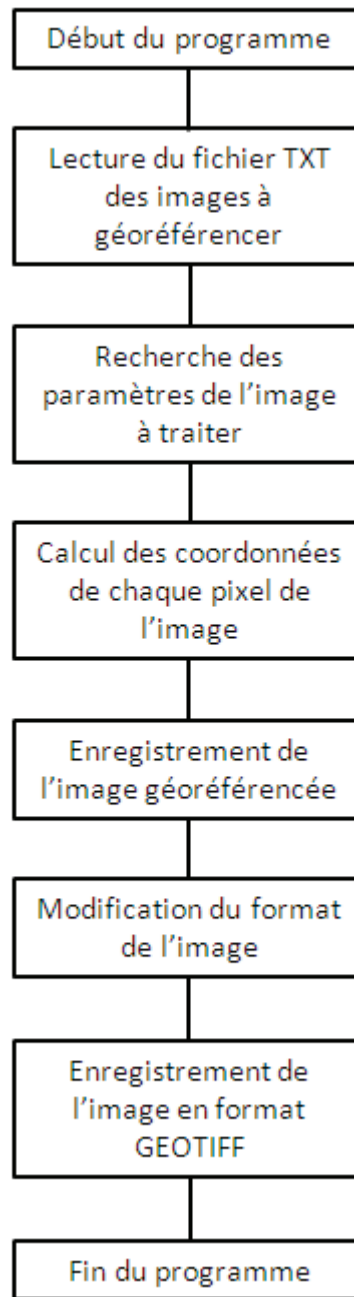 Début du programme
Lecture du fichier TXT
des images à
géoréférencer
Recherche des
paramètres de l'image
à traiter
Calcul des coordonnées
de chaque pixel de
l'image
Enregistrement de
l'image géoréférencée
Modification du format
de l'image
Enregistrement de
l'image en format
GEOTIFF
Fin du programme